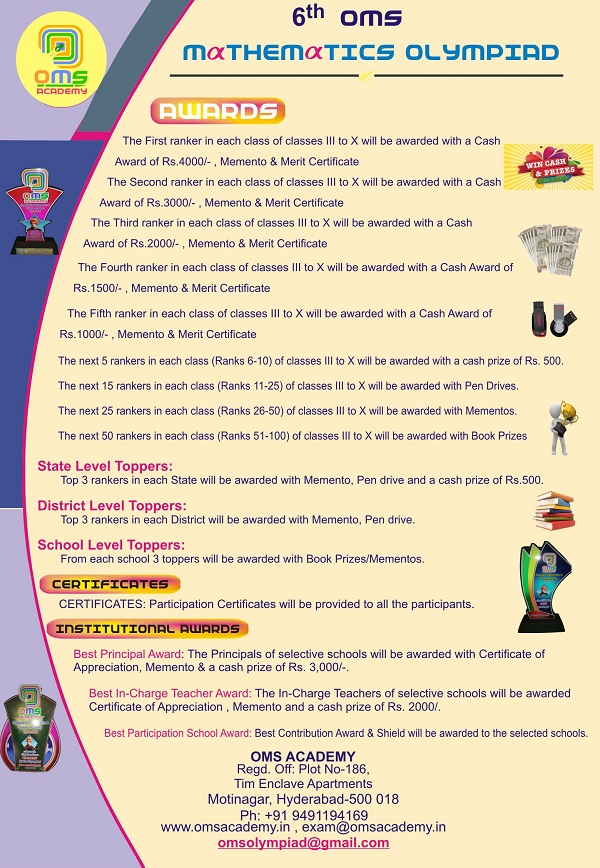 6th OMS
MαTHEMαTICS OLYMPIAD
OMS
ACADEMY
AWARDS
The First ranker in each class of classes III to X will be awarded with a Cash
Award of Rs.4000/- , Memento & Merit Certificate
WIN CASH
& PRIZES
The Second ranker in each class of classes III to X will be awarded with a Cash
Award of Rs.3000/- , Memento & Merit Certificate
OMS
The Third ranker in each class of classes III to X will be awarded with a Cash
Award of Rs.2000/- , Memento & Merit Certificate
The Fourth ranker in each class of classes III to X will be awarded with a Cash Award of
Rs.1500/- , Memento & Merit Certificate
The Fifth ranker in each class of classes III to X will be awarded with a Cash Award of
Rs.1000/- , Memento & Merit Certificate
The next 5 rankers in each class (Ranks 6-10) of classes III to X will be awarded with a cash prize of Rs. 500.
The next 15 rankers in each class (Ranks 11-25) of classes III to X will be awarded with Pen Drives.
The next 25 rankers in each class (Ranks 26-50) of classes III to X will be awarded with Mementos.
The next 50 rankers in each class (Ranks 51-100) of classes III to X will be awarded with Book Prizes
State Level Toppers:
Top 3 rankers in each State will be awarded with Memento, Pen drive and a cash prize of Rs.500.
District Level Toppers:
Top 3 rankers in each District will be awarded with Memento, Pen drive.
School Level Toppers:
From each school 3 toppers will be awarded with Book Prizes/Mementos.
OMS
CERTIFICATES
CERTIFICATES: Participation Certificates will be provided to all the participants.
INSTITUTIONAL AWARDS
Best Principal Award: The Principals of selective schools will be awarded with Certificate of
Appreciation, Memento & a cash prize of Rs. 3,000/-.
Best In-Charge Teacher Award: The In-Charge Teachers of selective schools will be awarded
Certificate of Appreciation , Memento and a cash prize of Rs. 2000/.
OMS
Best Participation School Award: Best Contribution Award & Shield will be awarded to the selected schools.
OMS ACADEMY
Regd. Off: Plot No-186,
Tim Enclave Apartments
Motinagar, Hyderabad-500 018
Ph: +91 9491194169
www.omsacademy.in , exam@omsacademy.in
omsolympiad@gmail.com